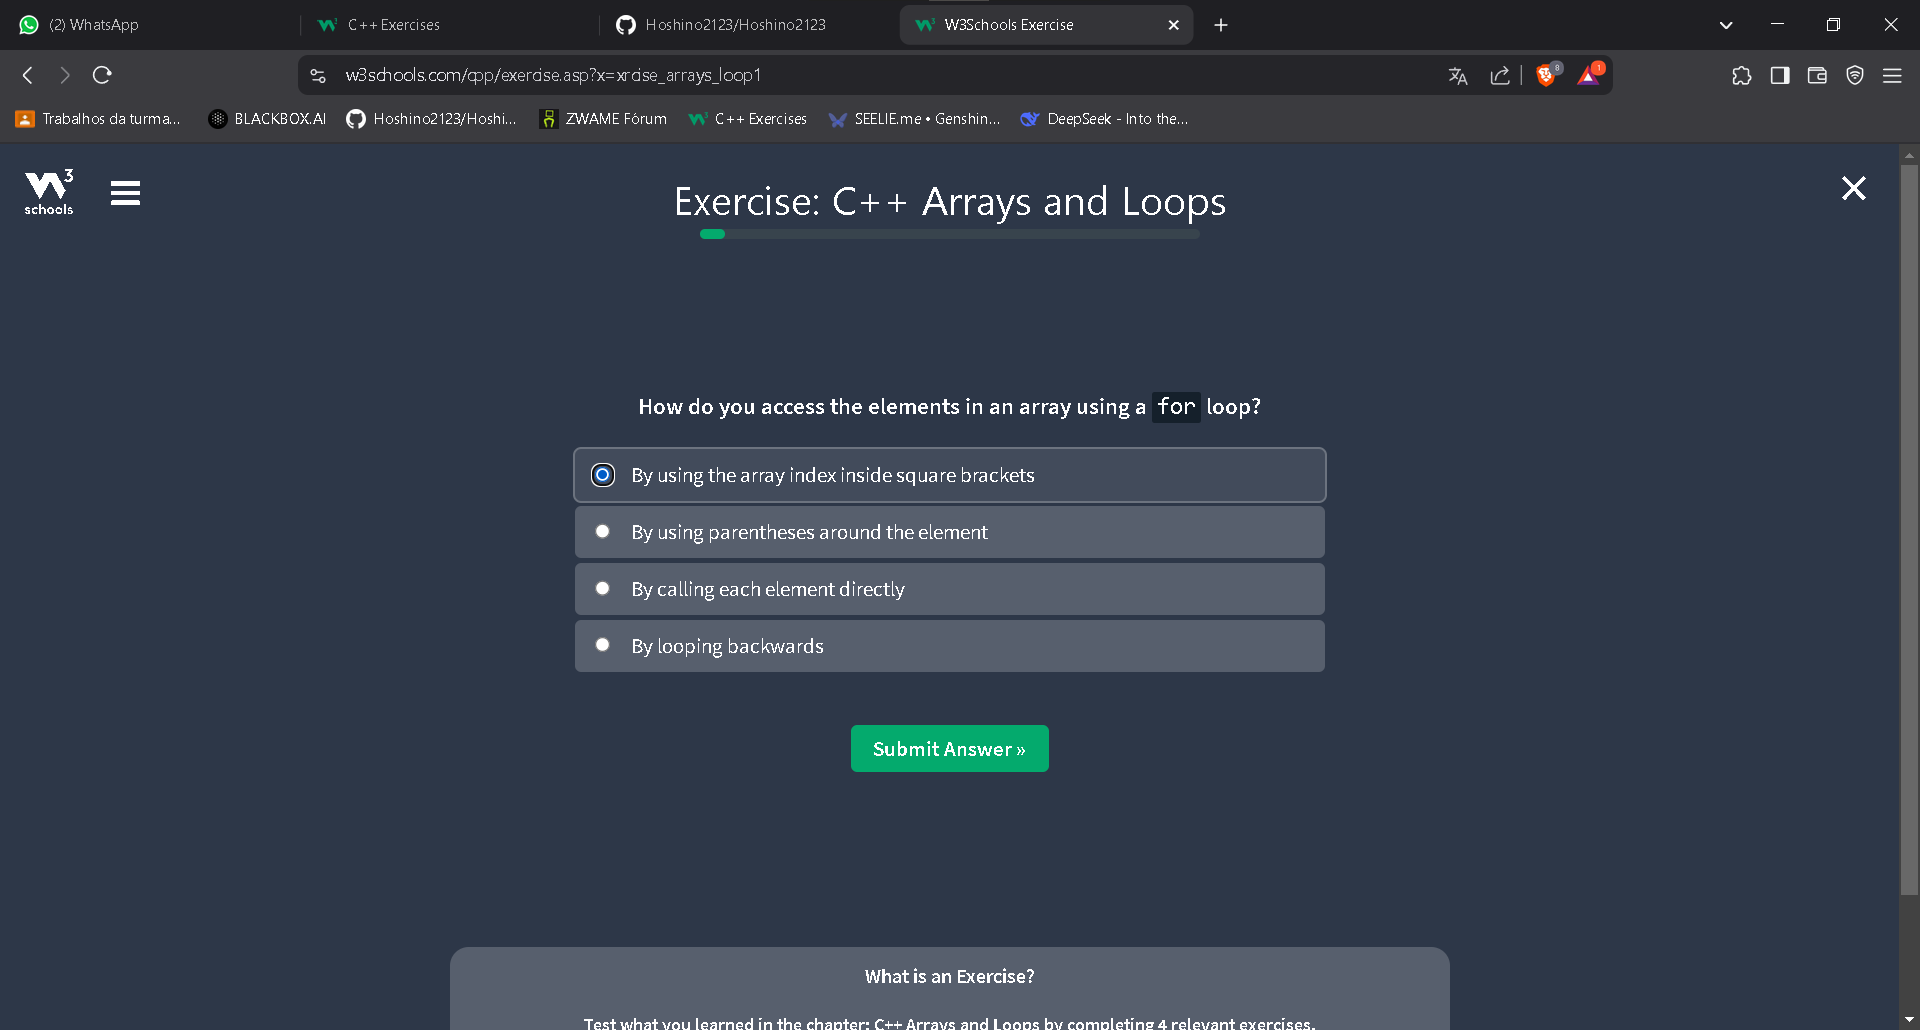 (2) WhatsApp
C++ Exercises
Hoshino2123/Hoshino2123
W3Schools Exercise
w3schools.com/cpp/exercise.asp?x=xrcise_arrays_loop1
8
1
Trabalhos da turma...
BLACKBOX.AI
Hoshino2123/Hoshi...
ZWAME Fórum
C++ Exercises
SEELIE.me • Genshin...
DeepSeek - Into the...
3
schools
Exercise: C++ Arrays and Loops
How do you access the elements in an array using a for loop?
By using the array index inside square brackets
By using parentheses around the element
By calling each element directly
By looping backwards
Submit Answer »
What is an Exercise?
Test what you learned in the chapter: C++ Arrays and Loops by completing 4 relevant exercises.